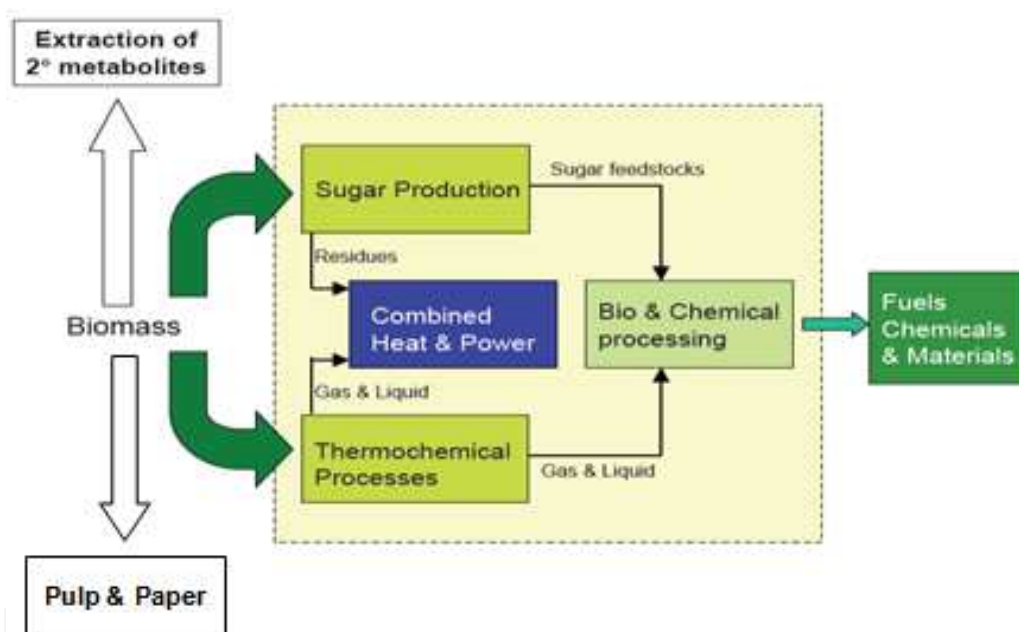 Extraction of
2° metabolites
Sugar Production
Sugar feedstocks
Residues
Biomass
Combined
Heat & Power
Bio & Chemical
processing
Fuels
Chemicals
& Materials
Gas & Liquid
Thermochemical
Processes
Gas & Liquid
Pulp & Paper